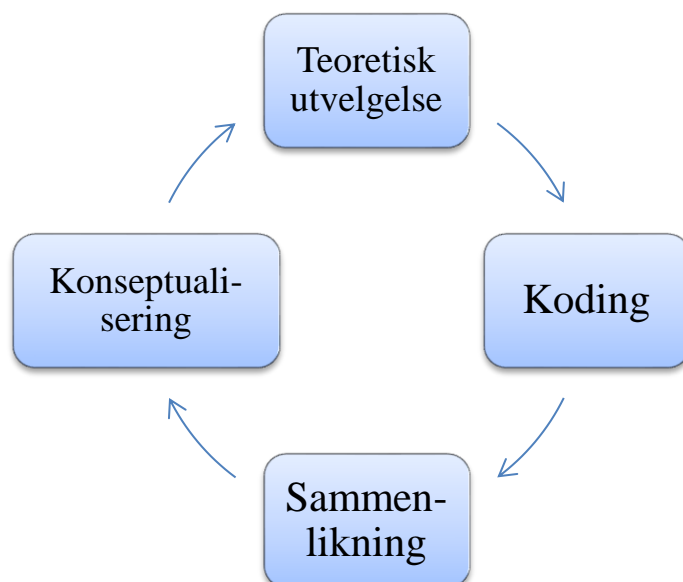 Teoretisk
utvelgelse
Koding
Sammen-
likning
Konseptuali-
sering